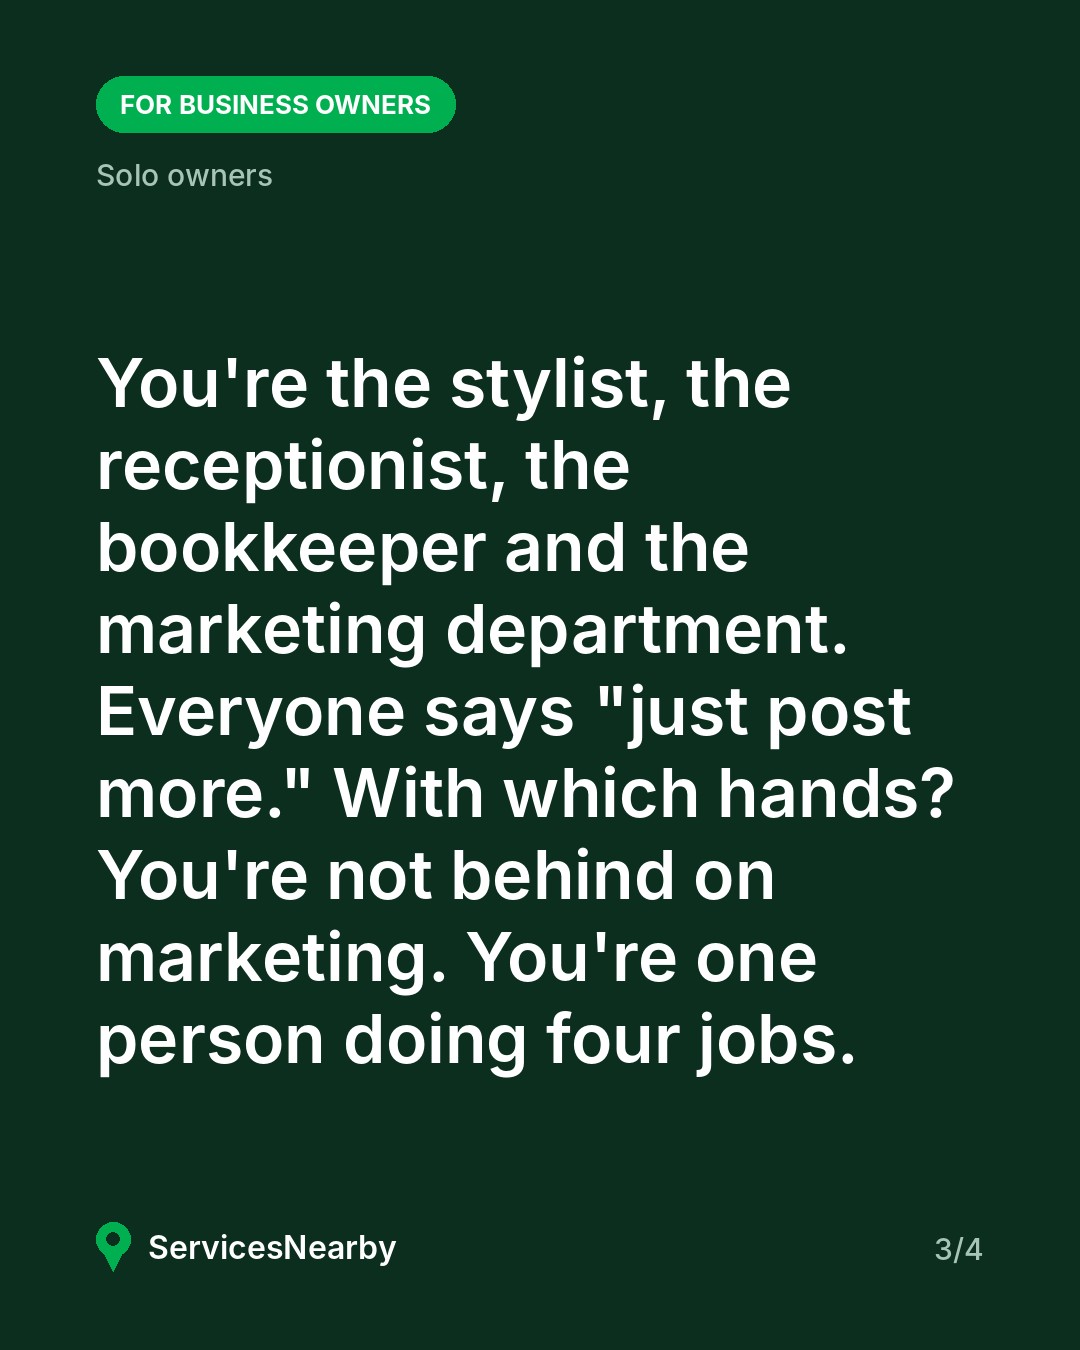 FOR BUSINESS OWNERS
Solo owners
You're the stylist, the
receptionist, the
bookkeeper and the
marketing department.
Everyone says "just post
more." With which hands?
You're not behind on
marketing. You're one
person doing four jobs.
ServicesNearby
3/4